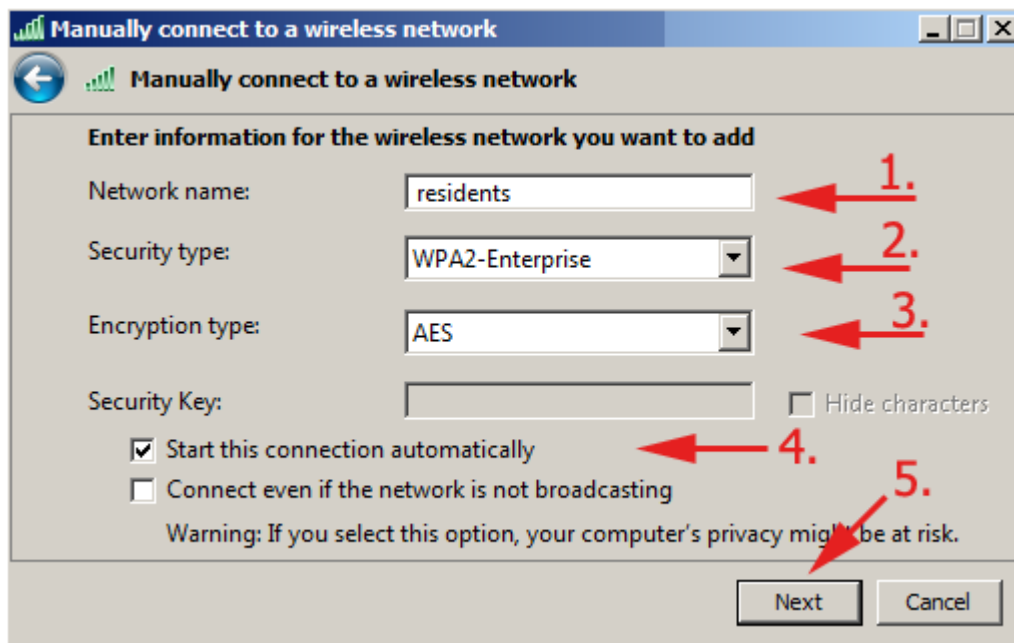 Manually connect to a wireless network
Manually connect to a wireless network
Enter information for the wireless network you want to add
Network name: residents 1.
Security type: WPA2-Enterprise 2.
Encryption type: AES 3.
Security Key: Hide characters
Start this connection automatically 4.
Connect even if the network is not broadcasting 5.
Warning: If you select this option, your computer's privacy might be at risk.
Next Cancel